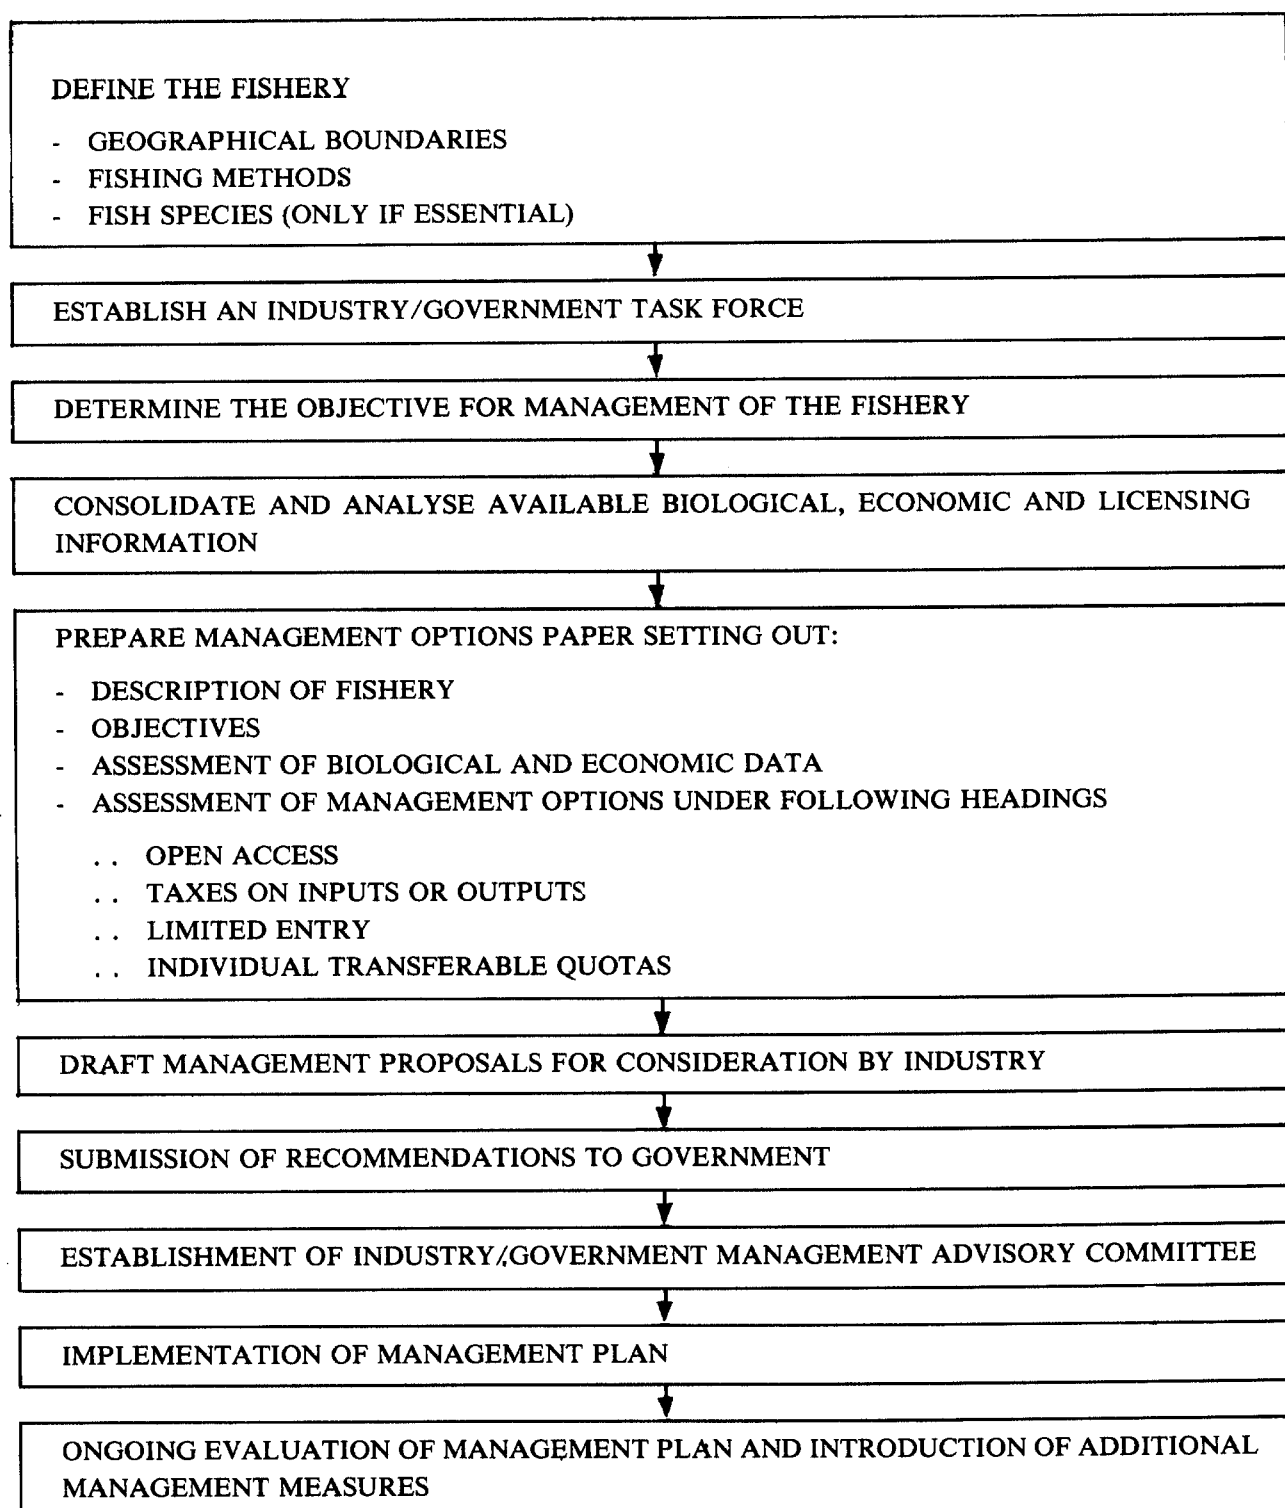 DEFINE THE FISHERY
- GEOGRAPHICAL BOUNDARIES
- FISHING METHODS
- FISH SPECIES (ONLY IF ESSENTIAL)
ESTABLISH AN INDUSTRY/GOVERNMENT TASK FORCE
DETERMINE THE OBJECTIVE FOR MANAGEMENT OF THE FISHERY
CONSOLIDATE AND ANALYSE AVAILABLE BIOLOGICAL, ECONOMIC AND LICENSING
INFORMATION
PREPARE MANAGEMENT OPTIONS PAPER SETTING OUT:
- DESCRIPTION OF FISHERY
- OBJECTIVES
- ASSESSMENT OF BIOLOGICAL AND ECONOMIC DATA
- ASSESSMENT OF MANAGEMENT OPTIONS UNDER FOLLOWING HEADINGS
. . OPEN ACCESS
. . TAXES ON INPUTS OR OUTPUTS
. . LIMITED ENTRY
. . INDIVIDUAL TRANSFERABLE QUOTAS
DRAFT MANAGEMENT PROPOSALS FOR CONSIDERATION BY INDUSTRY
SUBMISSION OF RECOMMENDATIONS TO GOVERNMENT
ESTABLISHMENT OF INDUSTRY/GOVERNMENT MANAGEMENT ADVISORY COMMITTEE
IMPLEMENTATION OF MANAGEMENT PLAN
ONGOING EVALUATION OF MANAGEMENT PLAN AND INTRODUCTION OF ADDITIONAL
MANAGEMENT MEASURES